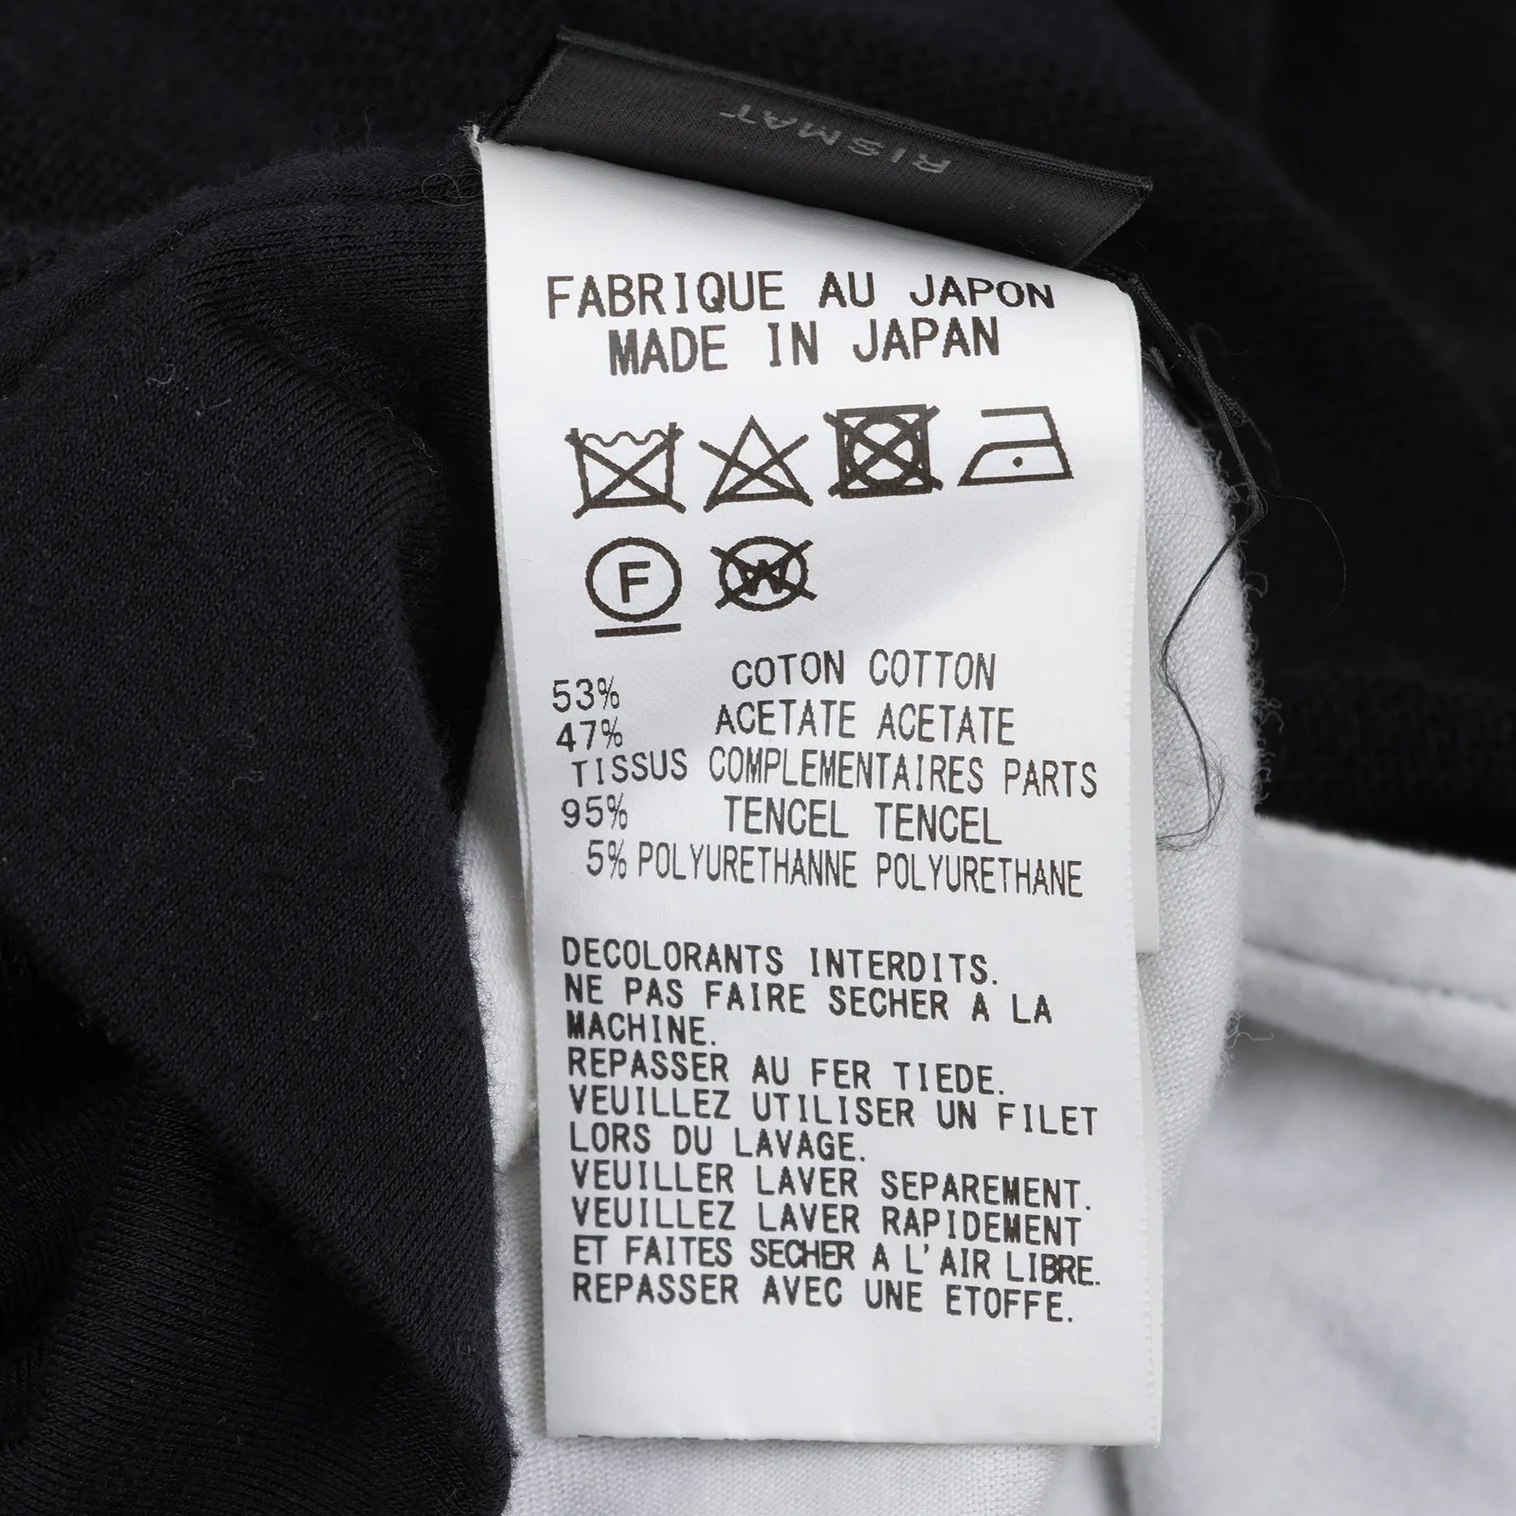 RISMAT
FABRIQUE AU JAPON
MADE IN JAPAN
F
W
53% COTON COTTON
47% ACETATE ACETATE
TISSUS COMPLEMENTAIRES PARTS
95% TENCEL TENCEL
5% POLYURETHANNE POLYURETHANE
DECOLORANTS INTERDITS.
NE PAS FAIRE SECHER A LA
MACHINE.
REPASSER AU FER TIEDE.
VEUILLEZ UTILISER UN FILET
LORS DU LAVAGE.
VEUILLER LAVER SEPAREMENT.
VEUILLEZ LAVER RAPIDEMENT
ET FAITES SECHER A L'AIR LIBRE.
REPASSER AVEC UNE ETOFFE.